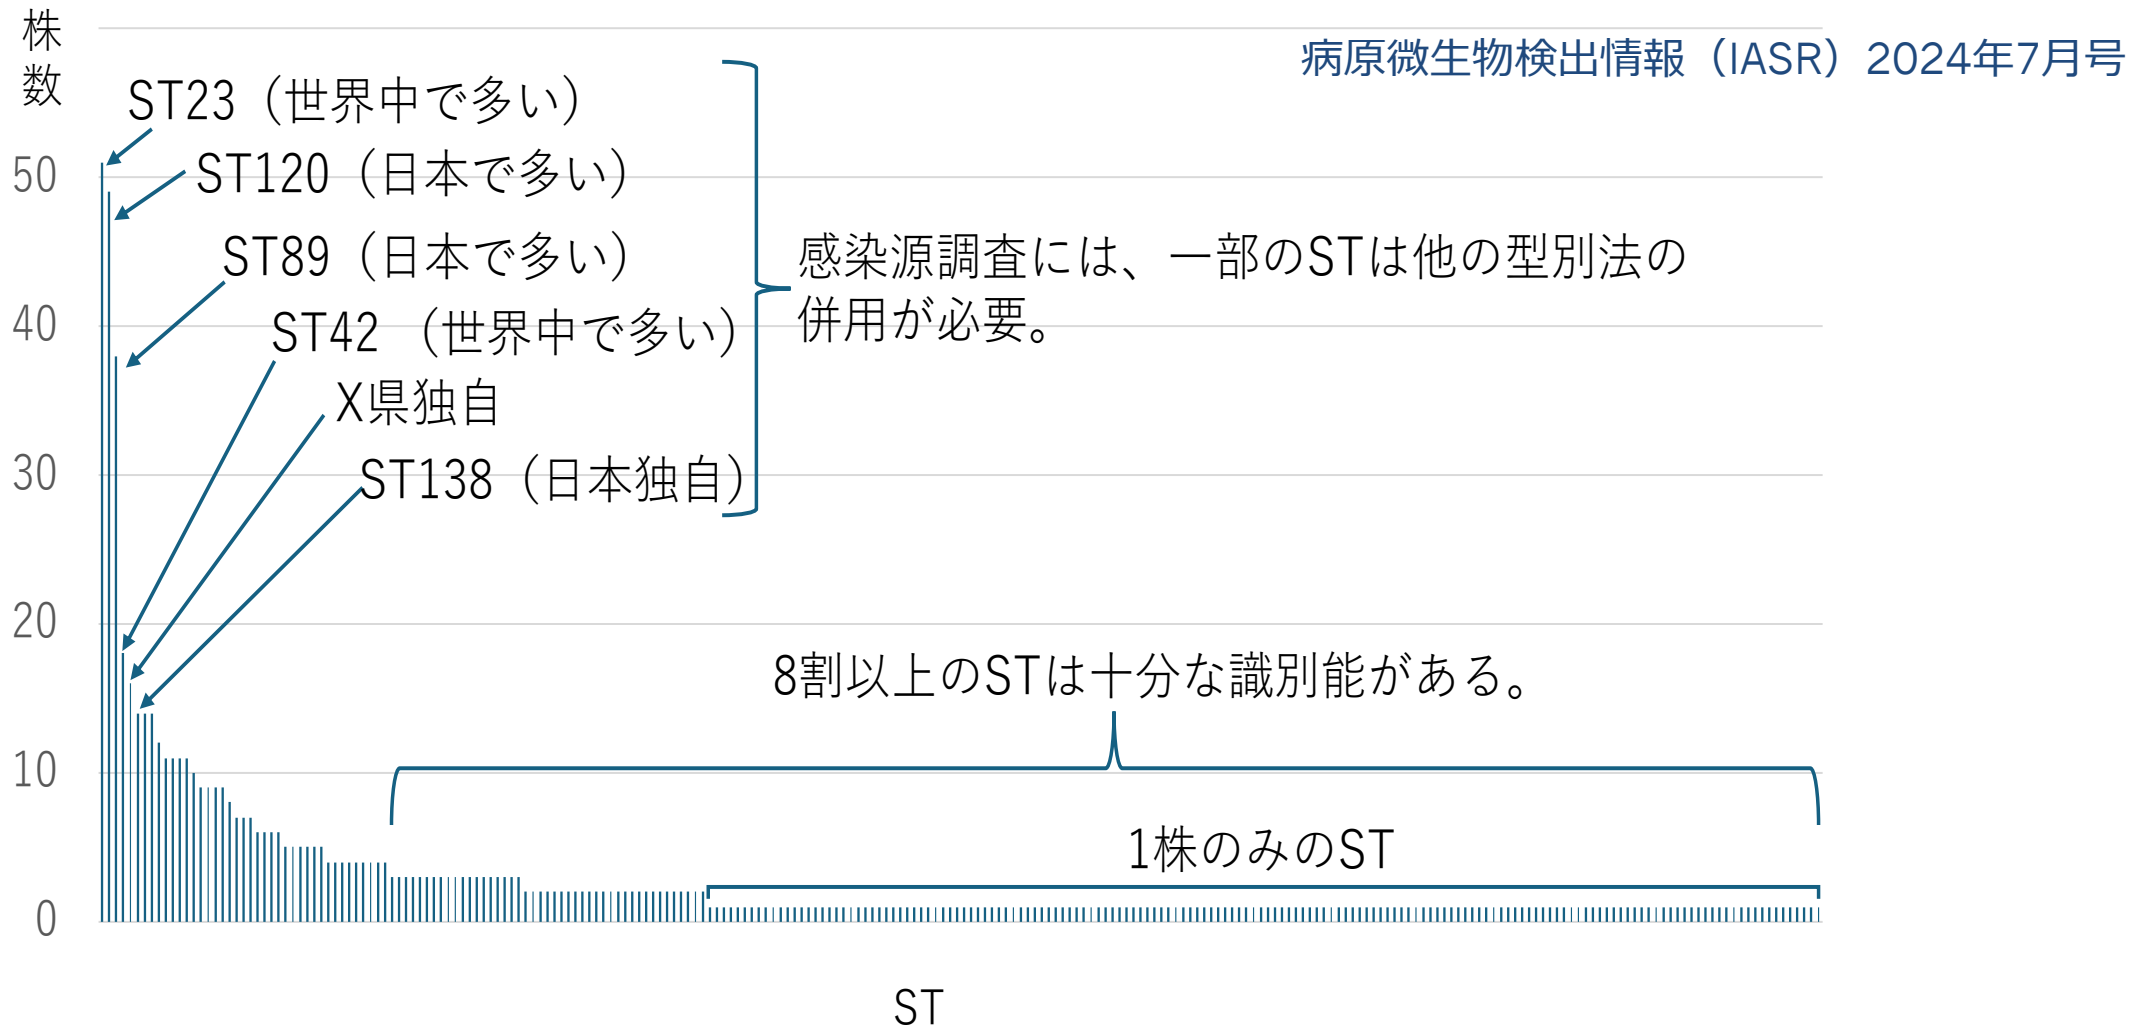 株
数
病原微生物検出情報（IASR）2024年7月号
ST23（世界中で多い）
50
ST120（日本で多い）
ST89（日本で多い）
感染源調査には、一部のSTは他の型別法の
併用が必要。
40
ST42 （世界中で多い）
X県独自
30
ST138（日本独自）
20
8割以上のSTは十分な識別能がある。
10
1株のみのST
0
ST